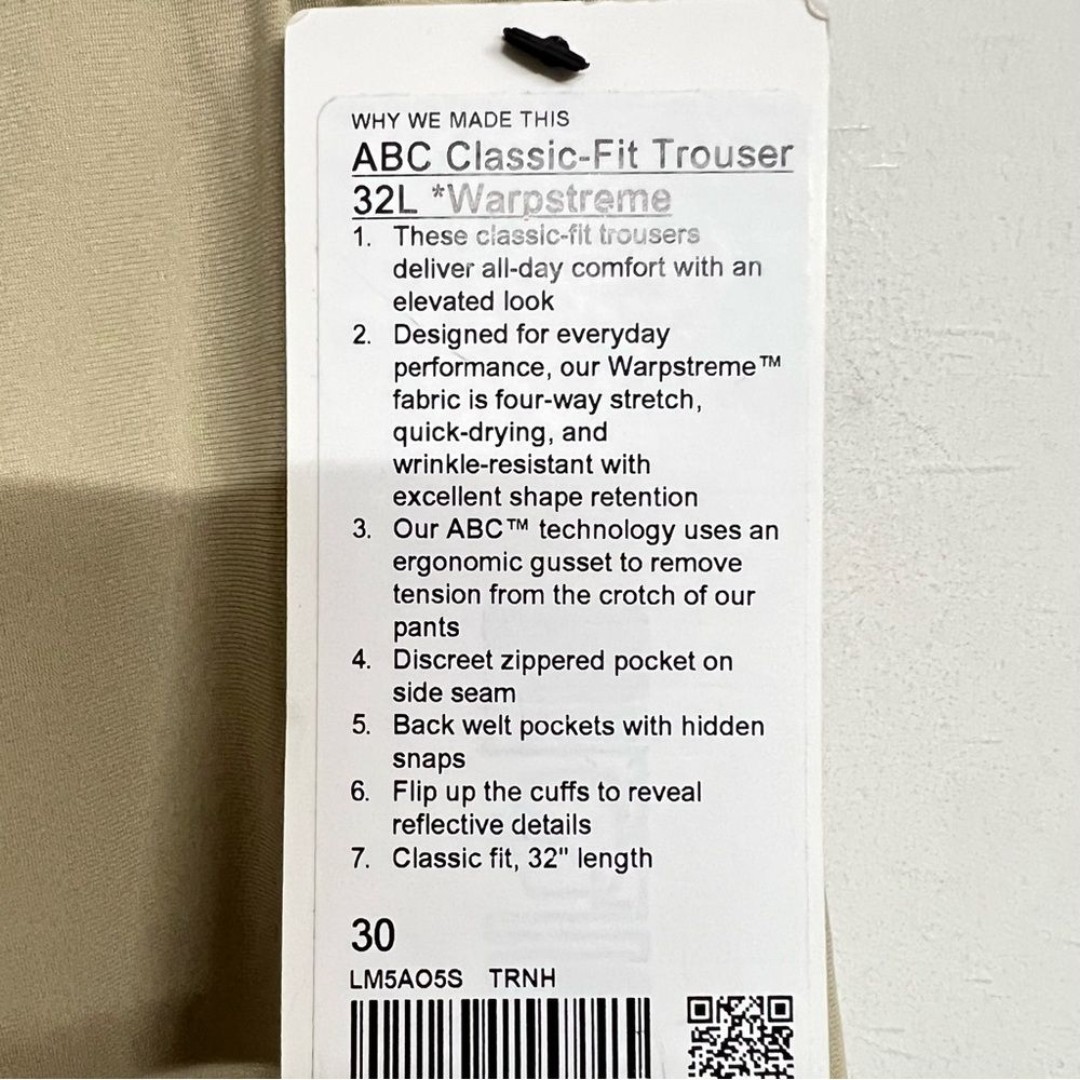 WHY WE MADE THIS
ABC Classic-Fit Trouser
32L *Warpstreme
1. These classic-fit trousers
deliver all-day comfort with an
elevated look
2. Designed for everyday
performance, our Warpstreme™
fabric is four-way stretch,
quick-drying, and
wrinkle-resistant with
excellent shape retention
3. Our ABC™ technology uses an
ergonomic gusset to remove
tension from the crotch of our
pants
4. Discreet zippered pocket on
side seam
5. Back welt pockets with hidden
snaps
6. Flip up the cuffs to reveal
reflective details
7. Classic fit, 32" length
30
LM5AO5S TRNH